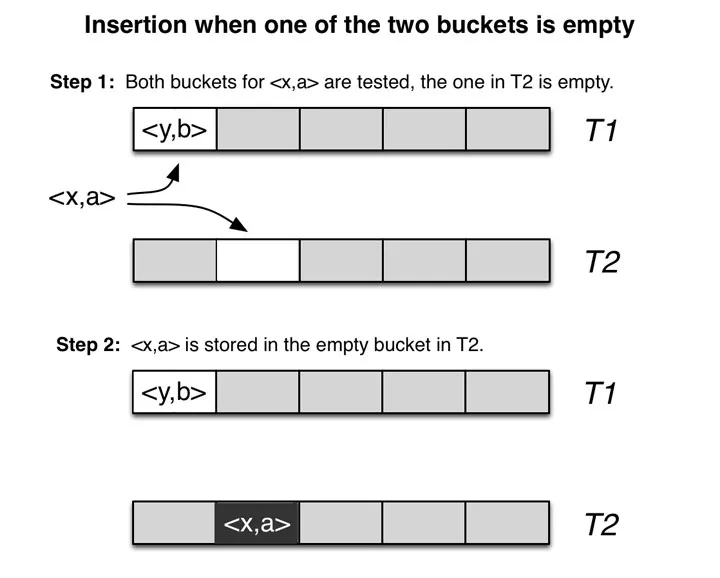 Insertion when one of the two buckets is empty
Step 1: Both buckets for <x,a> are tested, the one in T2 is empty.
<y,b>
T1
<x,a>
T2
Step 2: <x,a> is stored in the empty bucket in T2.
<y,b>
T1
<x,a>
T2